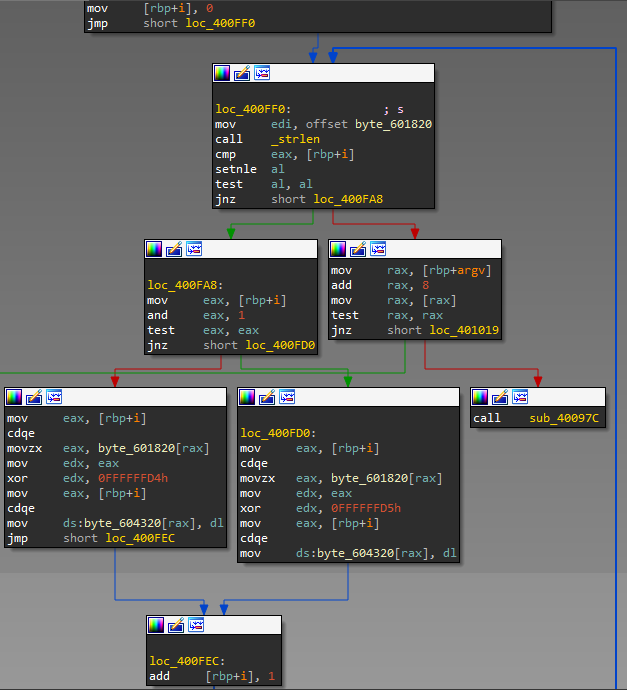 mov [rbp+i], 0
jmp short loc_400FF0
loc_400FF0: ; s
mov edi, offset byte_601820
call _strlen
cmp eax, [rbp+i]
setnle al
test al, al
jnz short loc_400FA8
loc_400FA8:
mov eax, [rbp+i]
and eax, 1
test eax, eax
jnz short loc_400FD0
mov rax, [rbp+argv]
add rax, 8
mov rax, [rax]
test rax, rax
jnz short loc_401019
mov eax, [rbp+i]
cdqe
movzx eax, byte_601820[rax]
mov edx, eax
xor edx, 0FFFFFFD4h
mov eax, [rbp+i]
cdqe
mov ds:byte_604320[rax], dl
jmp short loc_400FEC
loc_400FD0:
mov eax, [rbp+i]
cdqe
movzx eax, byte_601820[rax]
mov edx, eax
xor edx, 0FFFFFFD5h
mov eax, [rbp+i]
cdqe
mov ds:byte_604320[rax], dl
call sub_40097C
loc_400FEC:
add [rbp+i], 1